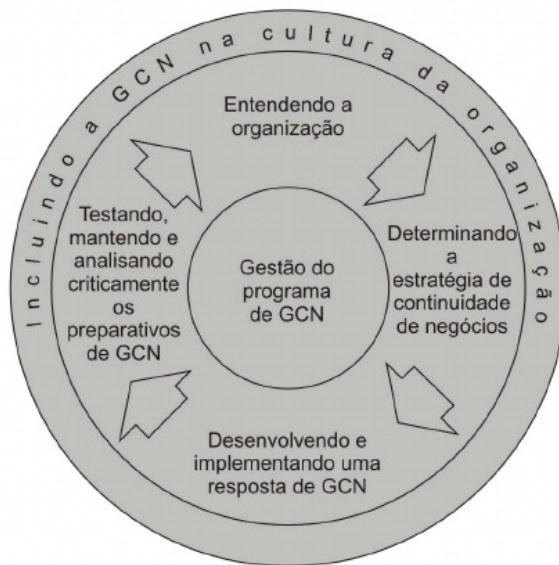 Incluindo a GCN na cultura da organização
Entendendo a
organização
Testando,
mantendo e
analisando
criticamente
os
preparativos
de GCN
Gestão do
programa
de GCN
Determinando
a
estratégia de
continuidade
de negócios
Desenvolvendo e
implementando uma
resposta de GCN